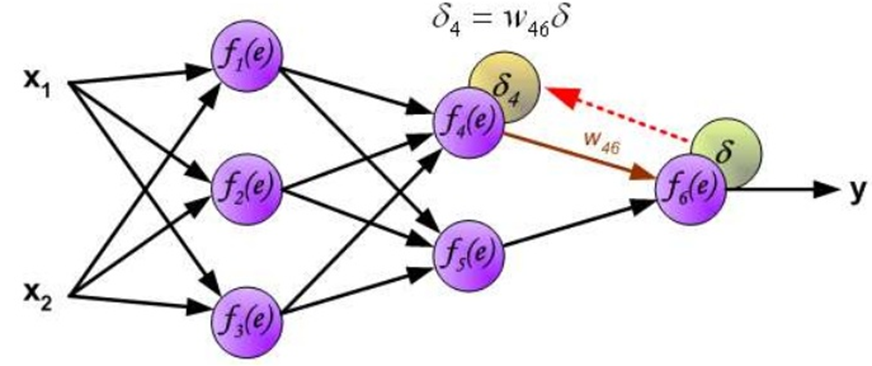 δ₄ = w₄₆δ
x₁
f₁(e)
δ₄
f₄(e)
w₄₆
δ
f₂(e)
f₆(e)
y
f₅(e)
x₂
f₃(e)